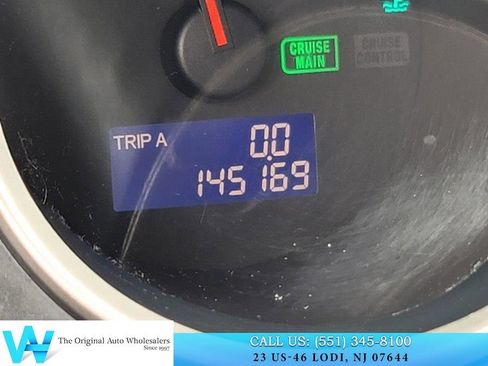 CRUISE
MAIN
CRUISE
CONTROL
TRIP A 0.0
145169
The Original Auto Wholesalers
Since 1997
CALL US: (551) 345-8100
23 US-46 LODI, NJ 07644